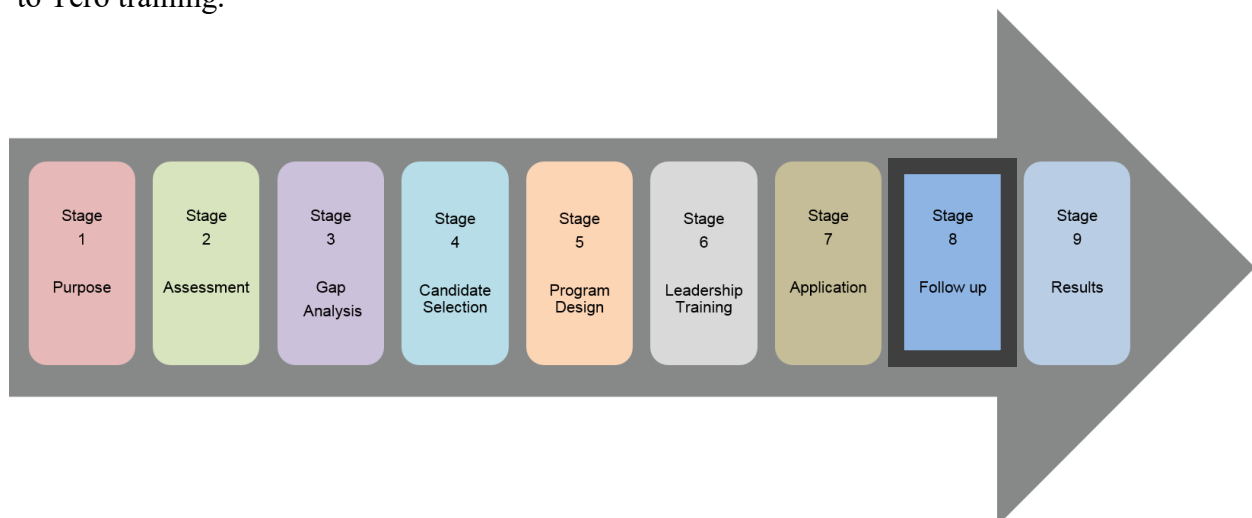 to Tero training.
Stage
1
Purpose
Stage
2
Assessment
Stage
3
Gap
Analysis
Stage
4
Candidate
Selection
Stage
5
Program
Design
Stage
6
Leadership
Training
Stage
7
Application
Stage
8
Follow up
Stage
9
Results